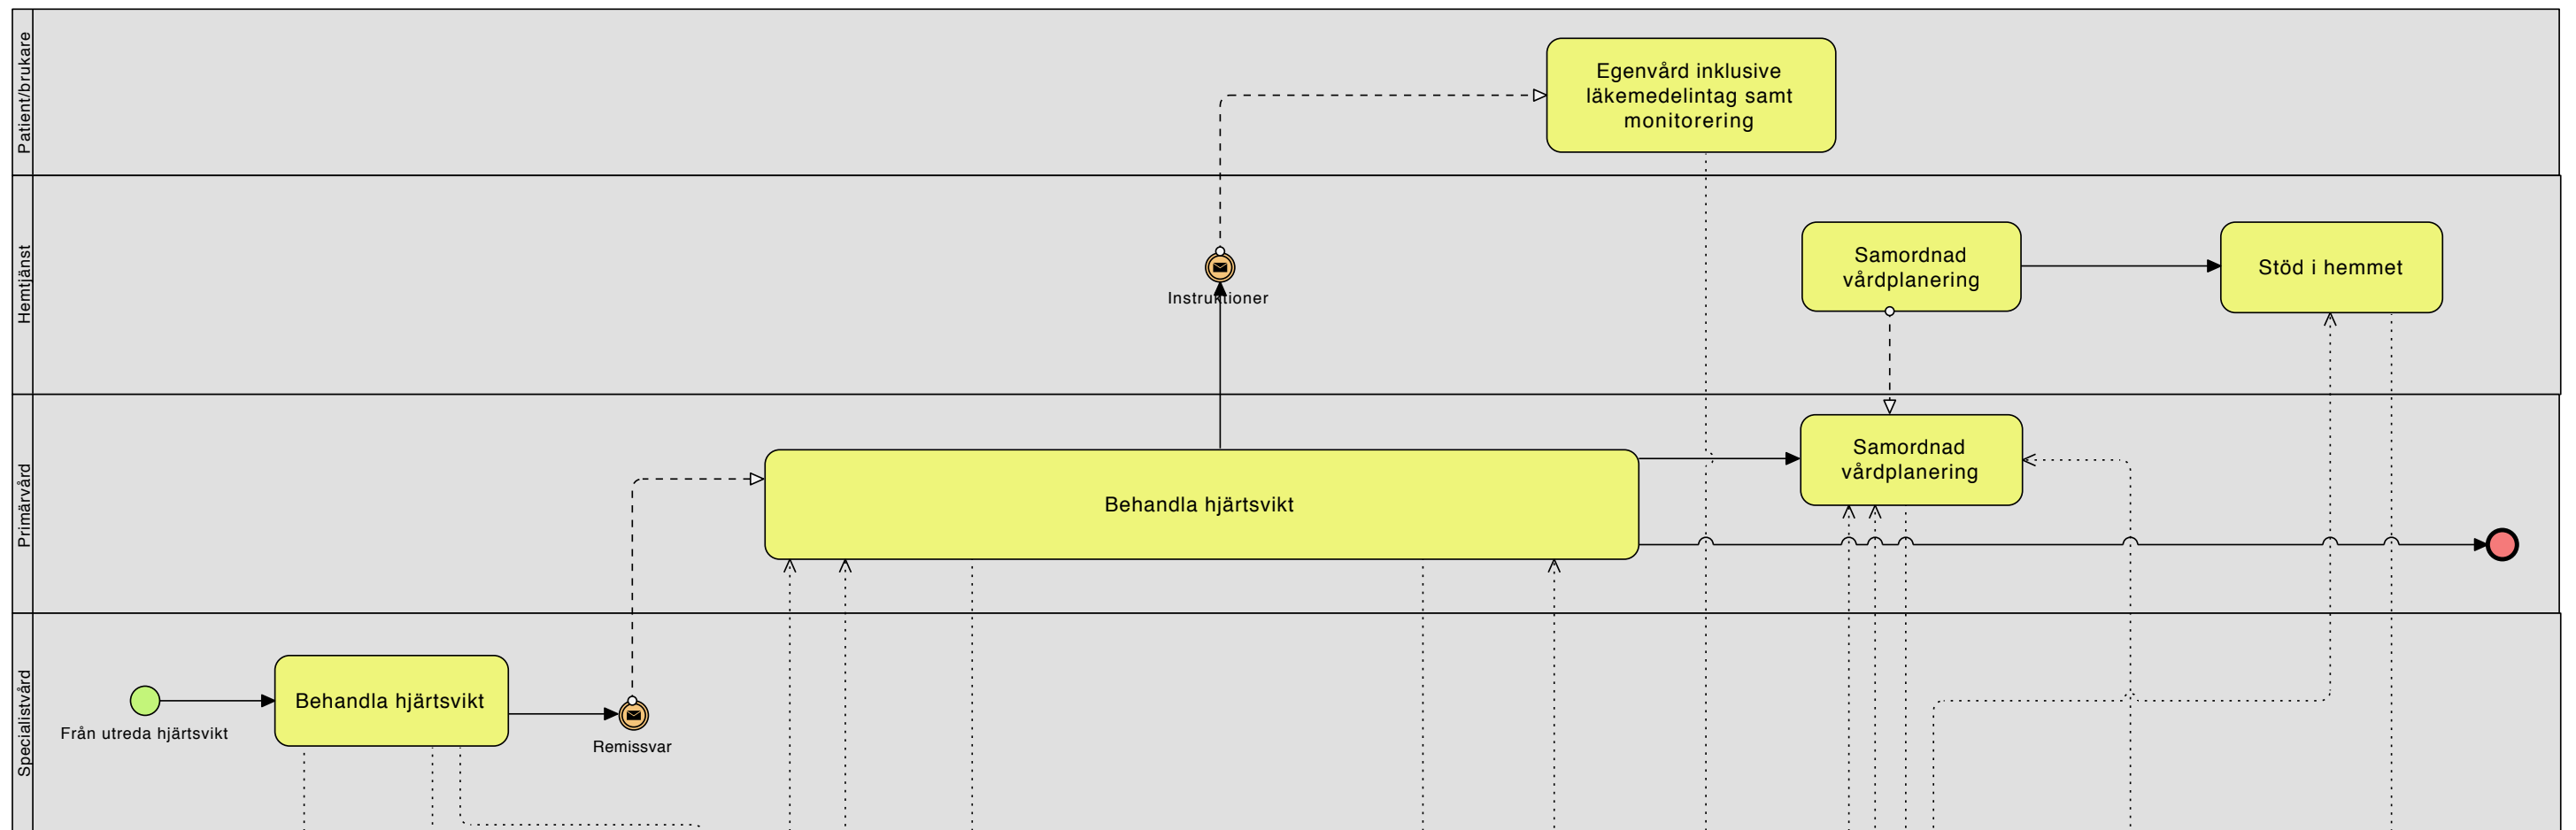 Patient/brukare
Egenvård inklusive
läkemedelintag samt
monitorering
Hemtjänst
Instruktioner
Samordnad
vårdplanering
Stöd i hemmet
Primärvård
Behandla hjärtsvikt
Samordnad
vårdplanering
Specialistvård
Från utreda hjärtsvikt
Behandla hjärtsvikt
Remissvar